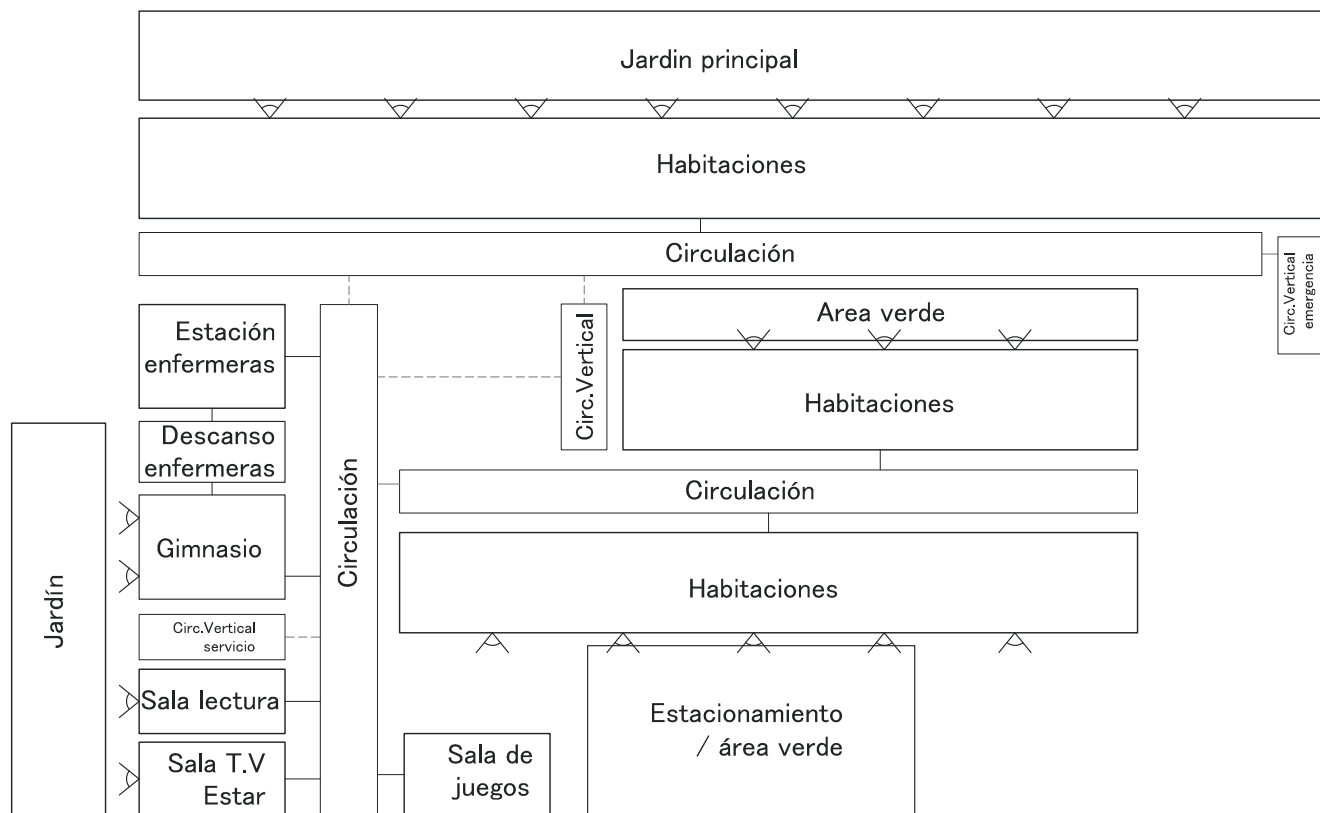 Jardin principal
Habitaciones
Circulación
Circ.Vertical
emergencia
Estación
enfermeras
Circ.Vertical
Area verde
Habitaciones
Descanso
enfermeras
Circulación
Circulación
Gimnasio
Habitaciones
Jardín
Circ.Vertical
servicio
Sala lectura
Estacionamiento
/ área verde
Sala T.V
Estar
Sala de
juegos